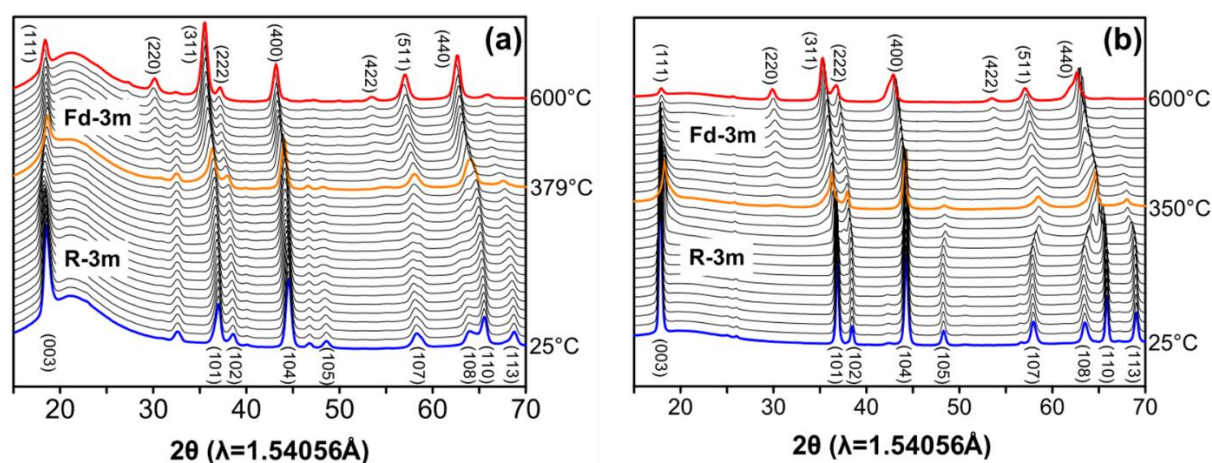 (111)
(220)
(311)
(222)
(400)
(422)
(511)
(440)
(a)
600°C
Fd-3m
379°C
R-3m
25°C
(003)
(101)
(102)
(104)
(105)
(107)
(108)
(110)
(113)
20 30 40 50 60 70
2θ (λ=1.54056Å)
(111)
(220)
(311)
(222)
(400)
(422)
(511)
(440)
(b)
600°C
Fd-3m
350°C
R-3m
25°C
(003)
(101)
(102)
(104)
(105)
(107)
(108)
(110)
(113)
20 30 40 50 60 70
2θ (λ=1.54056Å)